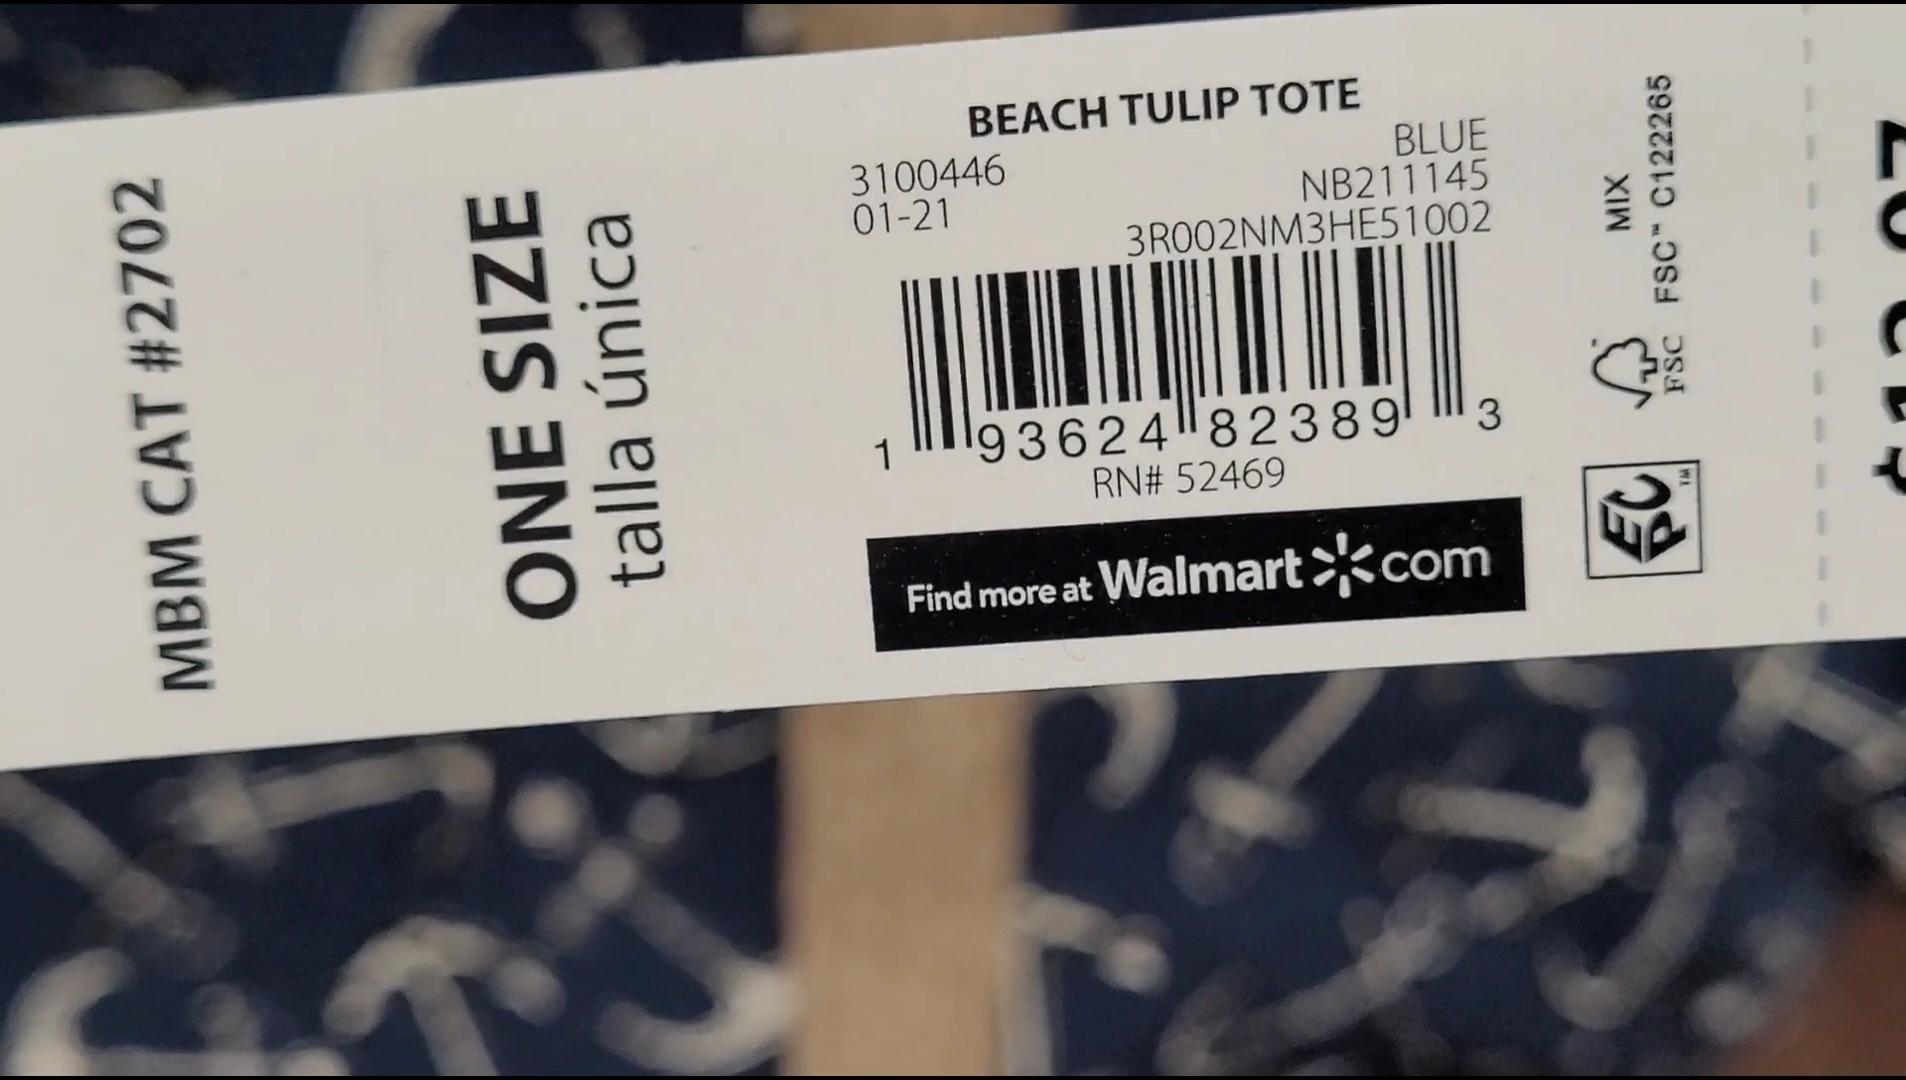 MBM CAT #2702
ONE SIZE
talla única
BEACH TULIP TOTE
BLUE
3100446
NB211145
01-21
3R002NM3HE51002
1 93624 82389 3
RN# 52469
Find more at Walmart com
MIX
FSC™ C122265
FSC
EPC™